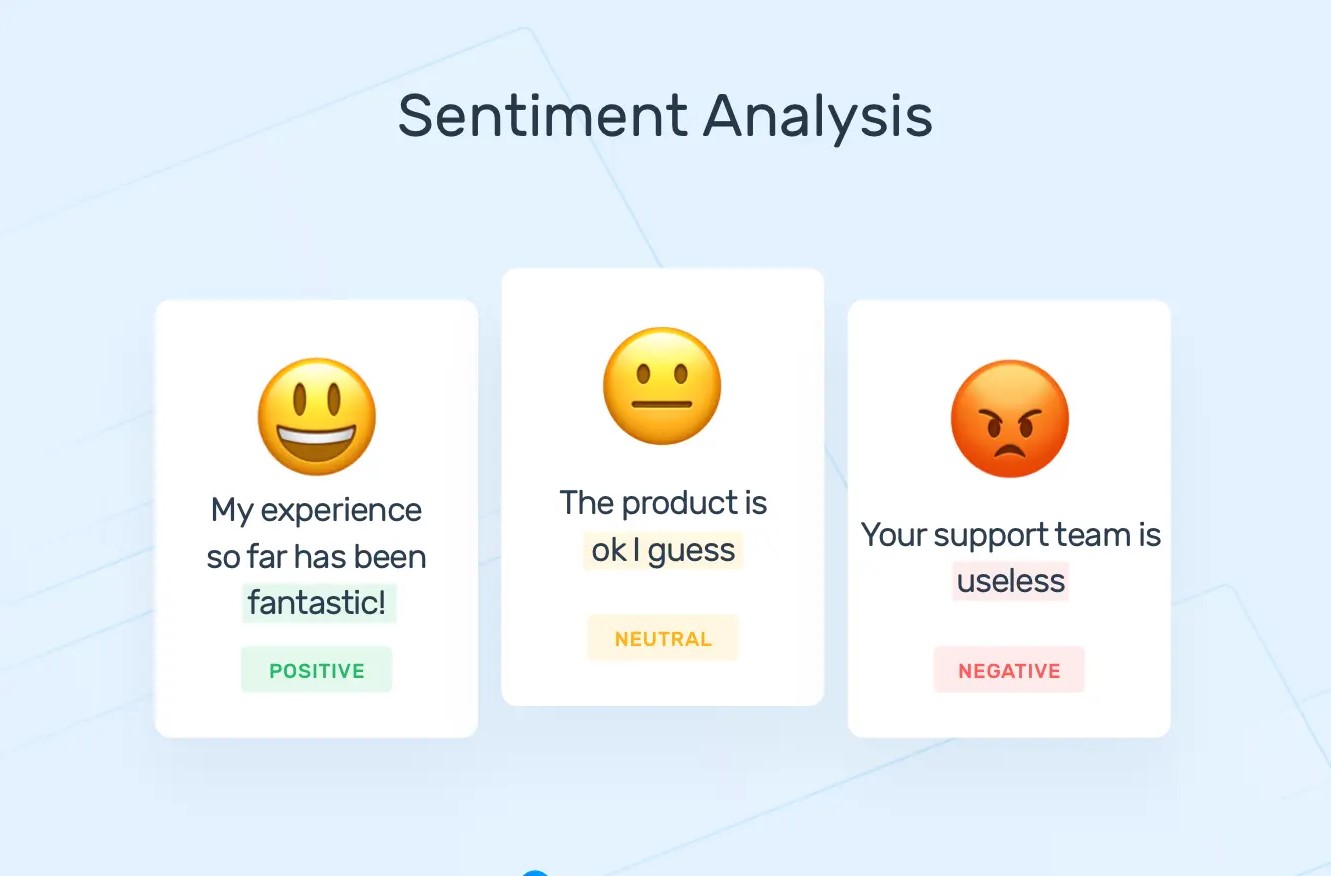 Sentiment Analysis
My experience
so far has been
fantastic!
POSITIVE
The product is
ok I guess
NEUTRAL
Your support team is
useless
NEGATIVE